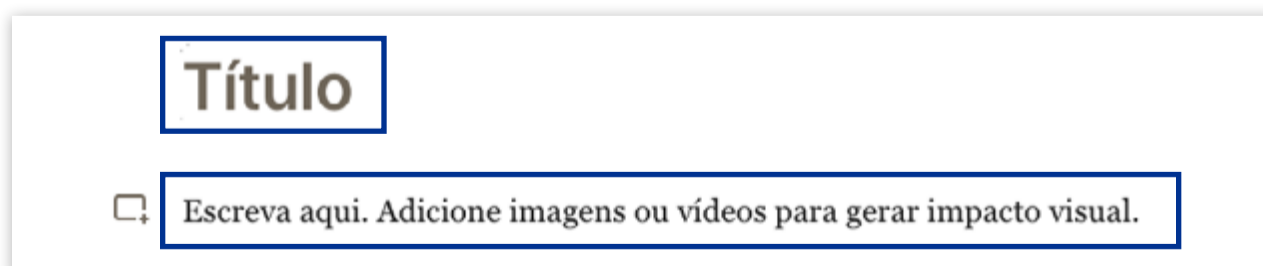 Título
Escreva aqui. Adicione imagens ou vídeos para gerar impacto visual.